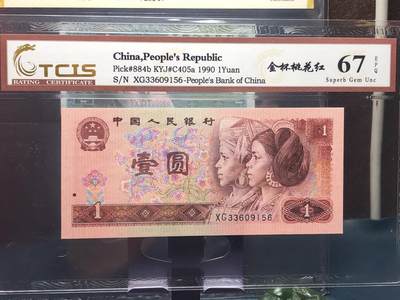 TCIS
RATING CERTIFICATE
China,People's Republic
Pick#884b KYJ#C405a 1990 1Yuan
S/N XG33609156-People's Bank of China
金杯桃花红
67
EPQ
Superb Gem Unc
中国人民银行
1
壹圆
XG33609156
1
1